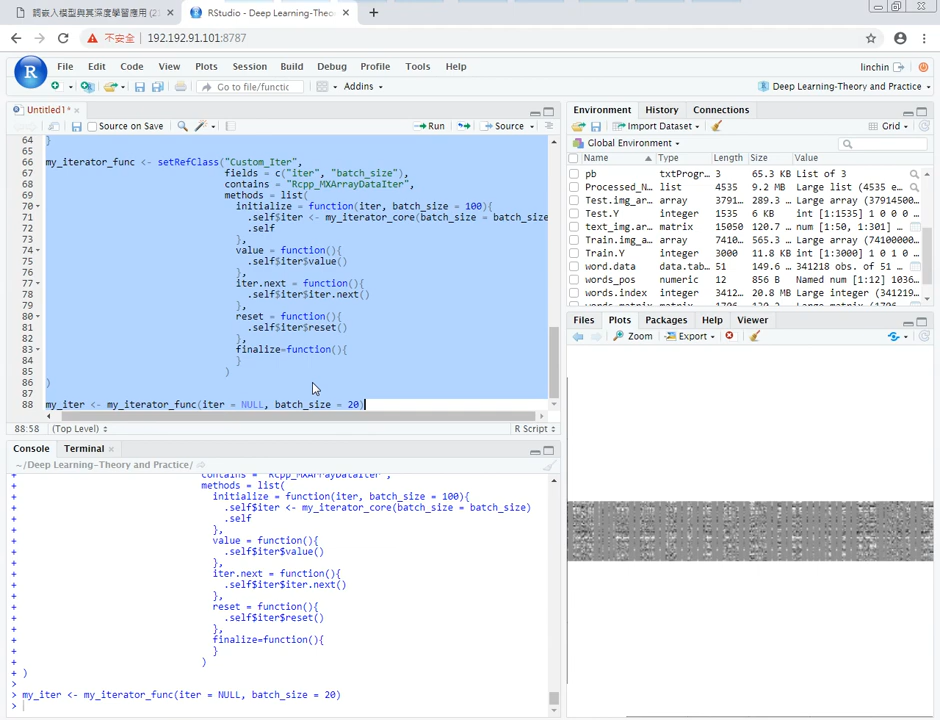 詞嵌入模型與其深度學習應用 (2
RStudio - Deep Learning-Theor
不安全 192.192.91.101:8787
File Edit Code View Plots Session Build Debug Profile Tools Help
linchin
Go to file/functic Addins
Deep Learning-Theory and Practice
Untitled1*
Source on Save Run Source
64 }
65
66 my_iterator_func <- setRefClass("Custom_Iter",
67 fields = c("iter", "batch_size"),
68 contains = "Rcpp_MXArrayDataIter",
69 methods = list(
70 initialize = function(iter, batch_size = 100){
71 .self$iter <- my_iterator_core(batch_size = batch_size
72 .self
73 },
74 value = function(){
75 .self$iter$value()
76 },
77 iter.next = function(){
78 .self$iter$iter.next()
79 },
80 reset = function(){
81 .self$iter$reset()
82 },
83 finalize=function(){
84 }
85 )
86 )
87
88 my_iter <- my_iterator_func(iter = NULL, batch_size = 20)
88:58 (Top Level) R Script
Console Terminal
~/Deep Learning-Theory and Practice/
+ contains = "Rcpp_MXArrayDataIter",
+ methods = list(
+ initialize = function(iter, batch_size = 100){
+ .self$iter <- my_iterator_core(batch_size = batch_size)
+ .self
+ },
+ value = function(){
+ .self$iter$value()
+ },
+ iter.next = function(){
+ .self$iter$iter.next()
+ },
+ reset = function(){
+ .self$iter$reset()
+ },
+ finalize=function(){
+ }
+ )
+ )
>
> my_iter <- my_iterator_func(iter = NULL, batch_size = 20)
>
Environment History Connections
Import Dataset Grid
Global Environment
Name Type Length Size Value
pb txtProgr… 3 65.3 KB List of 3
Processed_N… list 4535 9.2 MB Large list (4535 e…
Test.img_ar… array 3791… 289.… Large array (37914500…
Test.Y integer 1535 6 KB int [1:1535] 1 0 0 0 …
text_img.ar… matrix 15050 120.7… num [1:50, 1:301] …
Train.img_a… array 7410… 565.3… Large array (74100000…
Train.Y integer 3000 11.8 KB int [1:3000] 1 0 1 0 …
word.data data.tab… 51 149.6… 341218 obs. of 51 …
words_pos numeric 12 856 B Named num [1:12] 1036…
words.index integer 3412… 20.8 MB Large integer (341219…
Files Plots Packages Help Viewer
Zoom Export